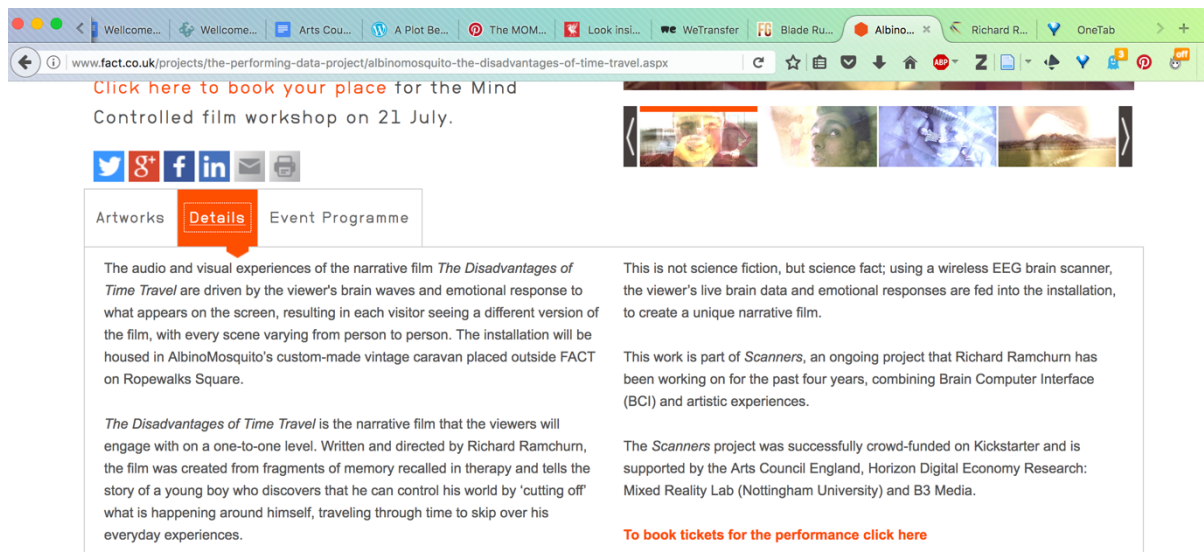 Wellcome...
Wellcome...
Arts Cou...
A Plot Be...
The MOM...
Look insi...
we WeTransfer
FC Blade Ru...
Albino... ×
Richard R...
OneTab
www.fact.co.uk/projects/the-performing-data-project/albinomosquito-the-disadvantages-of-time-travel.aspx
ABP
Z
3
off
Click here to book your place for the Mind
Controlled film workshop on 21 July.
g+ f in
Artworks
Details
Event Programme
The audio and visual experiences of the narrative film The Disadvantages of
Time Travel are driven by the viewer's brain waves and emotional response to
what appears on the screen, resulting in each visitor seeing a different version of
the film, with every scene varying from person to person. The installation will be
housed in AlbinoMosquito's custom-made vintage caravan placed outside FACT
on Ropewalks Square.
The Disadvantages of Time Travel is the narrative film that the viewers will
engage with on a one-to-one level. Written and directed by Richard Ramchurn,
the film was created from fragments of memory recalled in therapy and tells the
story of a young boy who discovers that he can control his world by ‘cutting off’
what is happening around himself, traveling through time to skip over his
everyday experiences.
This is not science fiction, but science fact; using a wireless EEG brain scanner,
the viewer’s live brain data and emotional responses are fed into the installation,
to create a unique narrative film.
This work is part of Scanners, an ongoing project that Richard Ramchurn has
been working on for the past four years, combining Brain Computer Interface
(BCI) and artistic experiences.
The Scanners project was successfully crowd-funded on Kickstarter and is
supported by the Arts Council England, Horizon Digital Economy Research:
Mixed Reality Lab (Nottingham University) and B3 Media.
To book tickets for the performance click here